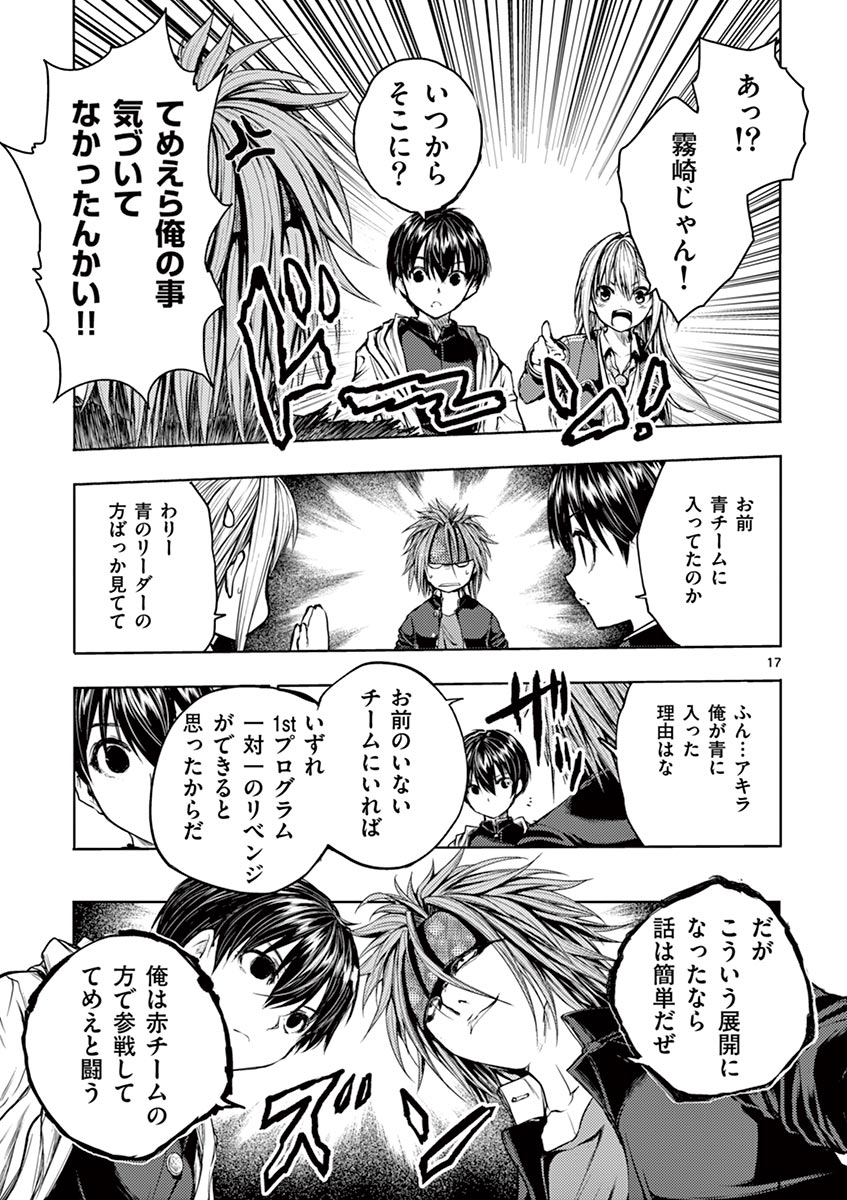 あっ!?
霧崎じゃん!
いつから
そこに?
てめえら俺の事
気づいて
なかったんかい!!
ドーーン!
お前
青チームに
入ってたのか
わりー
青のリーダーの
方ばっか見てて
17
ふん…アキラ
俺が青に
入った
理由はな
ザッ
お前のいない
チームにいれば
いずれ
1stプログラム
一対一のリベンジ
ができると
思ったからだ
だが
こういう展開に
なったなら
話は簡単だぜ
俺は赤チームの
方で参戦して
てめえと闘う
ズン